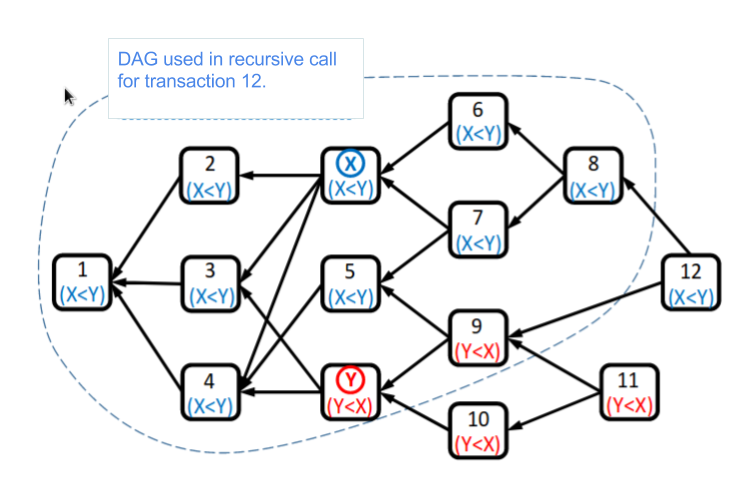 DAG used in recursive call
for transaction 12.
6
(X<Y)
2
(X<Y)
X
(X<Y)
8
(X<Y)
7
(X<Y)
1
(X<Y)
3
(X<Y)
5
(X<Y)
12
(X<Y)
9
(Y<X)
4
(X<Y)
Y
(Y<X)
11
(Y<X)
10
(Y<X)